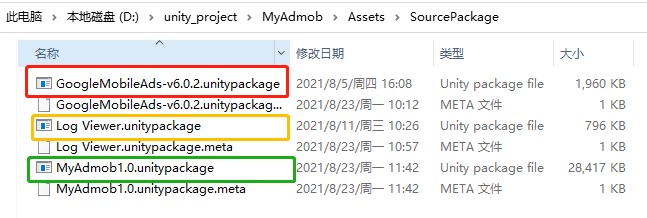 此电脑 › 本地磁盘 (D:) › unity_project › MyAdmob › Assets › SourcePackage
名称 修改日期 类型 大小
GoogleMobileAds-v6.0.2.unitypackage 2021/8/5/周四 16:08 Unity package file 1,960 KB
GoogleMobileAds-v6.0.2.unitypackag... 2021/8/23/周一 10:12 META 文件 1 KB
Log Viewer.unitypackage 2021/8/11/周三 10:26 Unity package file 796 KB
Log Viewer.unitypackage.meta 2021/8/23/周一 10:57 META 文件 1 KB
MyAdmob1.0.unitypackage 2021/8/23/周一 11:42 Unity package file 28,417 KB
MyAdmob1.0.unitypackage.meta 2021/8/23/周一 11:42 META 文件 1 KB